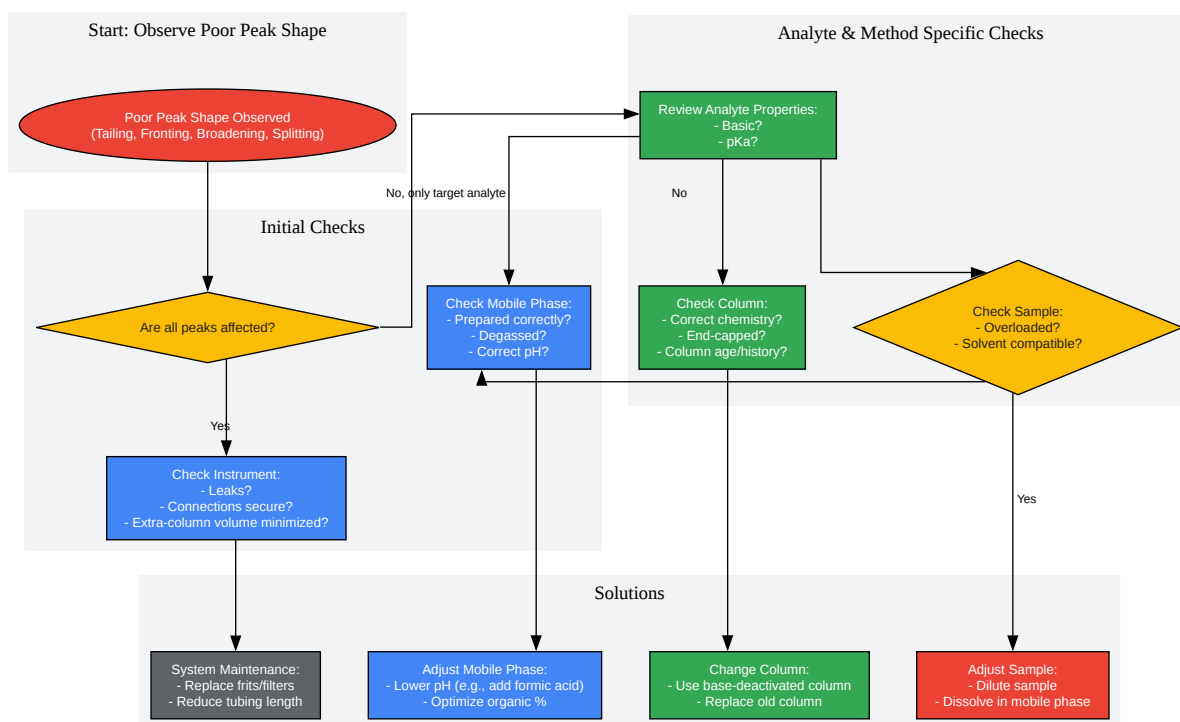 Start: Observe Poor Peak Shape
Poor Peak Shape Observed
(Tailing, Fronting, Broadening, Splitting)
Analyte & Method Specific Checks
Review Analyte Properties:
- Basic?
- pKa?
No, only target analyte
No
Initial Checks
Are all peaks affected?
Check Mobile Phase:
- Prepared correctly?
- Degassed?
- Correct pH?
Check Column:
- Correct chemistry?
- End-capped?
- Column age/history?
Check Sample:
- Overloaded?
- Solvent compatible?
Yes
Check Instrument:
- Leaks?
- Connections secure?
- Extra-column volume minimized?
Yes
Solutions
System Maintenance:
- Replace frits/filters
- Reduce tubing length
Adjust Mobile Phase:
- Lower pH (e.g., add formic acid)
- Optimize organic %
Change Column:
- Use base-deactivated column
- Replace old column
Adjust Sample:
- Dilute sample
- Dissolve in mobile phase